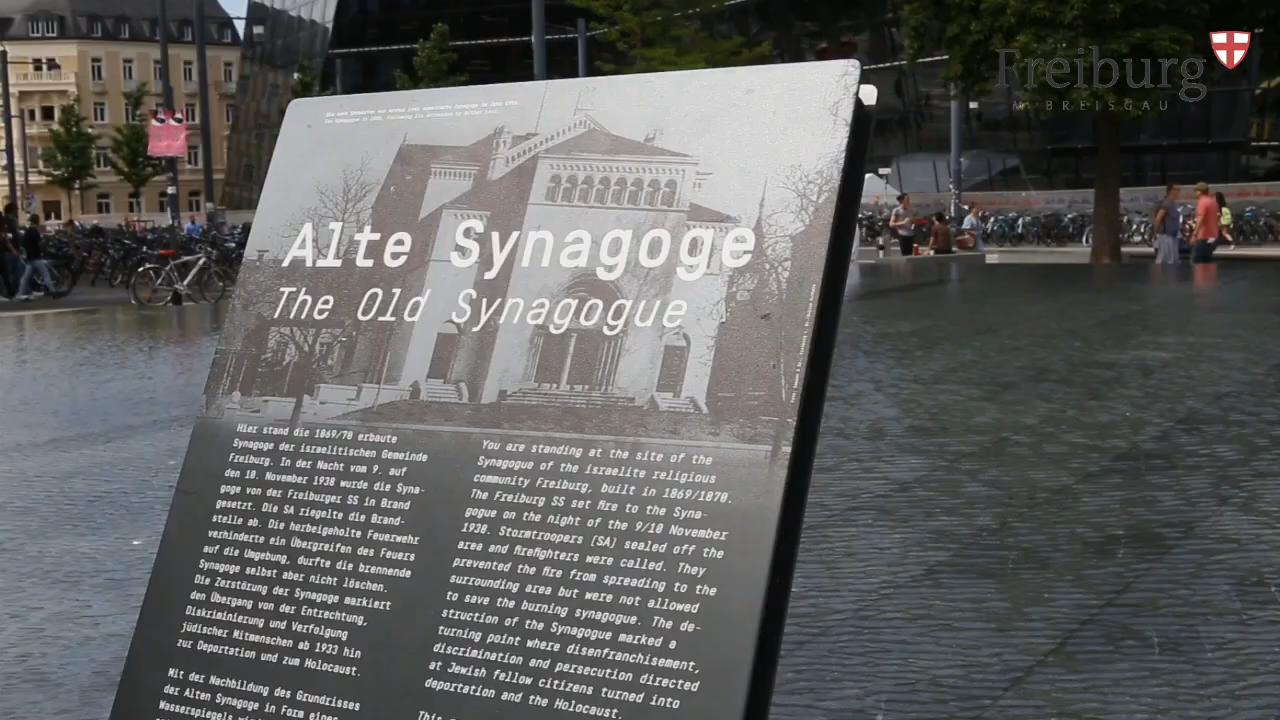 Freiburg
IM BREISGAU
Alte Synagoge
The Old Synagogue
Hier stand die 1869/70 erbaute
Synagoge der israelitischen Gemeinde
Freiburg. In der Nacht vom 9. auf
den 10. November 1938 wurde die Syna-
goge von der Freiburger SS in Brand
gesetzt. Die SA riegelte die Brand-
stelle ab. Die herbeigeholte Feuerwehr
verhinderte ein Übergreifen des Feuers
auf die Umgebung, durfte die brennende
Synagoge selbst aber nicht löschen.
Die Zerstörung der Synagoge markiert
den Übergang von der Entrechtung,
Diskriminierung und Verfolgung
jüdischer Mitmenschen ab 1933 hin
zur Deportation und zum Holocaust.
Mit der Nachbildung des Grundrisses
der Alten Synagoge in Form eines
You are standing at the site of the
Synagogue of the israelite religious
community Freiburg, built in 1869/1870.
The Freiburg SS set fire to the Syna-
gogue on the night of the 9/10 November
1938. Stormtroopers [SA] sealed off the
area and firefighters were called. They
prevented the fire from spreading to the
surrounding area but were not allowed
to save the burning synagogue. The de-
struction of the Synagogue marked a
turning point where disenfranchisement,
discrimination and persecution directed
at Jewish fellow citizens turned into
deportation and the Holocaust.
This